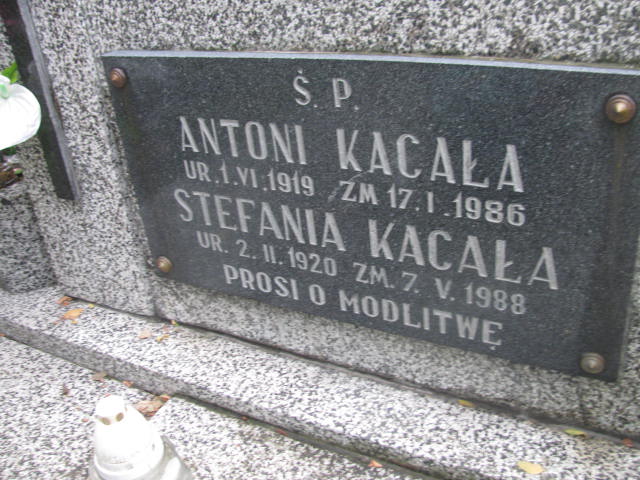 Ś. P.
ANTONI KACAŁA
UR. 1. VI. 1919 ZM 17. I. 1986
STEFANIA KACAŁA
UR. 2. II. 1920 ZM. 7. V. 1988
PROSI O MODLITWĘ